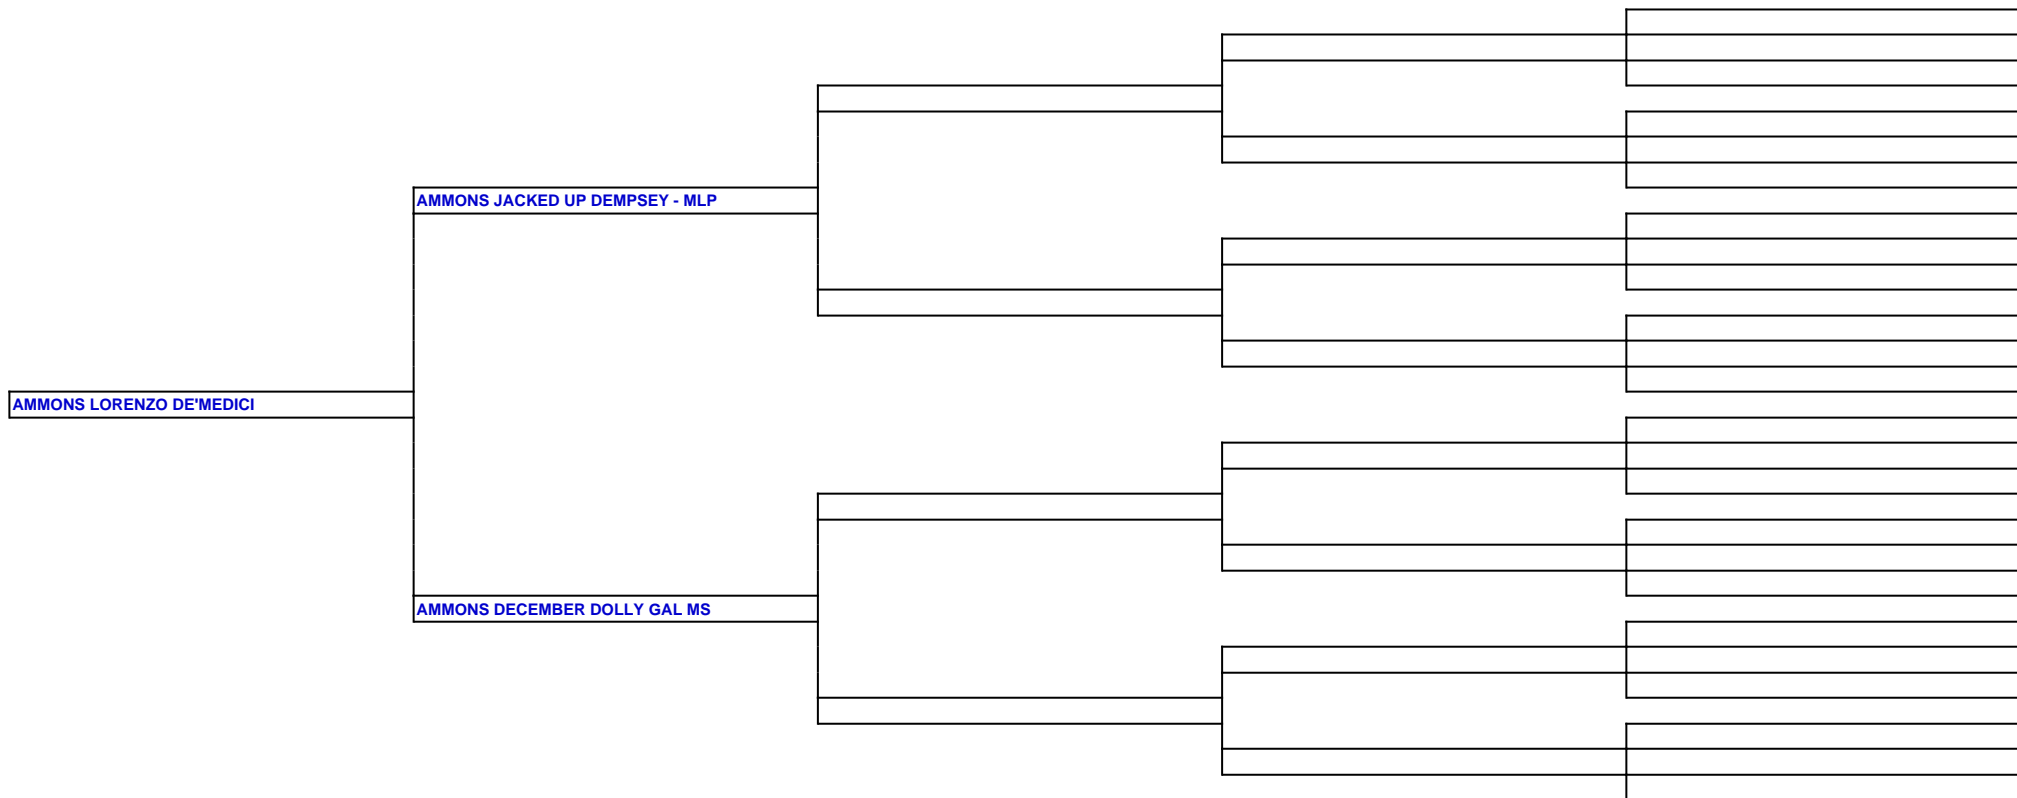 AMMONS JACKED UP DEMPSEY - MLP
AMMONS LORENZO DE'MEDICI
AMMONS DECEMBER DOLLY GAL MS